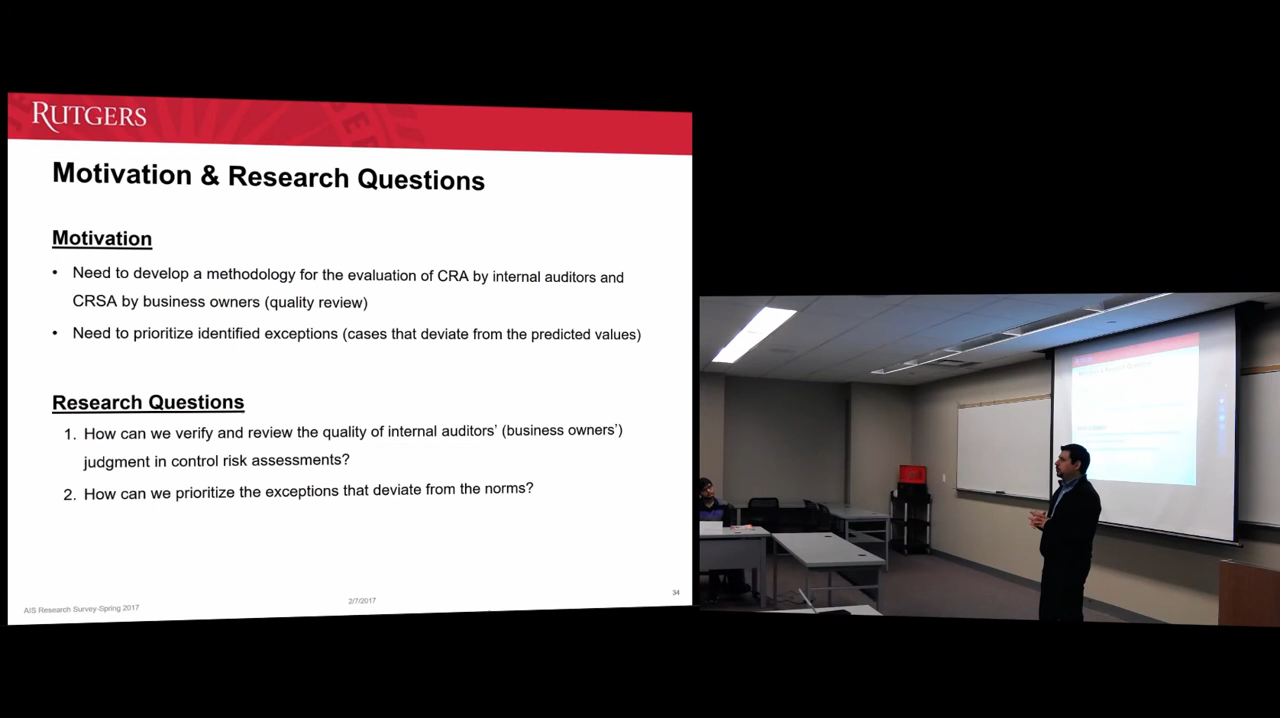 RUTGERS
Motivation & Research Questions
Motivation
• Need to develop a methodology for the evaluation of CRA by internal auditors and
CRSA by business owners (quality review)
• Need to prioritize identified exceptions (cases that deviate from the predicted values)
Research Questions
1. How can we verify and review the quality of internal auditors’ (business owners’)
judgment in control risk assessments?
2. How can we prioritize the exceptions that deviate from the norms?
AIS Research Survey-Spring 2017
2/7/2017
34
Motivation & Research Questions